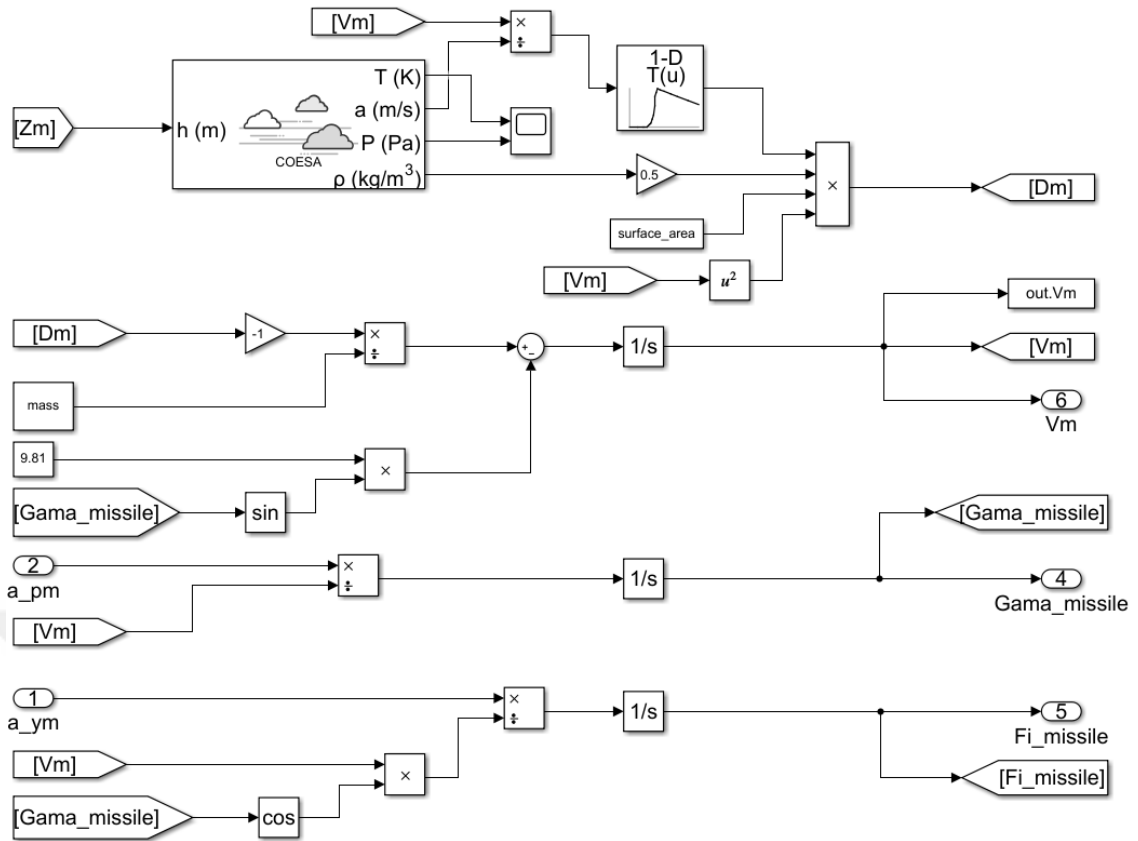 [Vm]
×
÷
1-D
T(u)
[Zm]
h (m)
COESA
T (K)
a (m/s)
P (Pa)
ρ (kg/m³)
0.5
surface_area
×
[Dm]
[Vm]
u²
out.Vm
[Dm]
-1
×
÷
+
−
1/s
[Vm]
mass
6
Vm
9.81
×
[Gama_missile]
sin
[Gama_missile]
2
a_pm
×
÷
1/s
4
Gama_missile
[Vm]
1
a_ym
×
÷
1/s
5
Fi_missile
[Vm]
×
[Fi_missile]
[Gama_missile]
cos